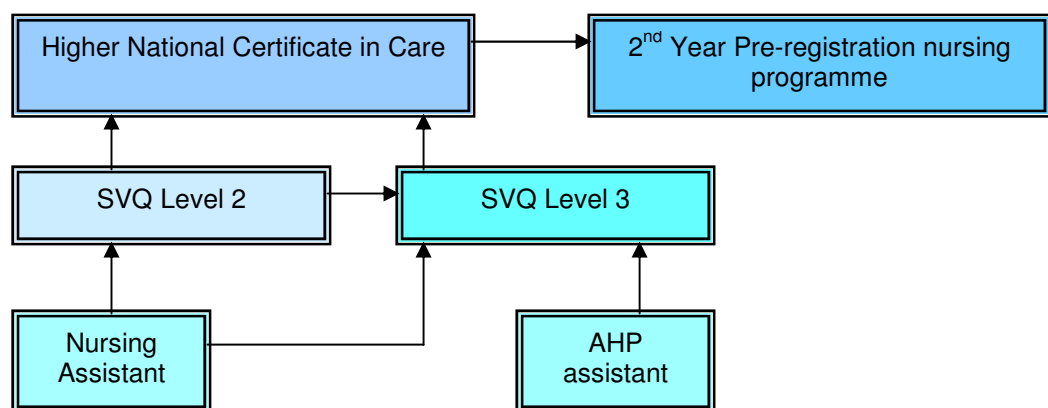 Higher National Certificate in Care
2nd Year Pre-registration nursing
programme
SVQ Level 2
SVQ Level 3
Nursing
Assistant
AHP
assistant